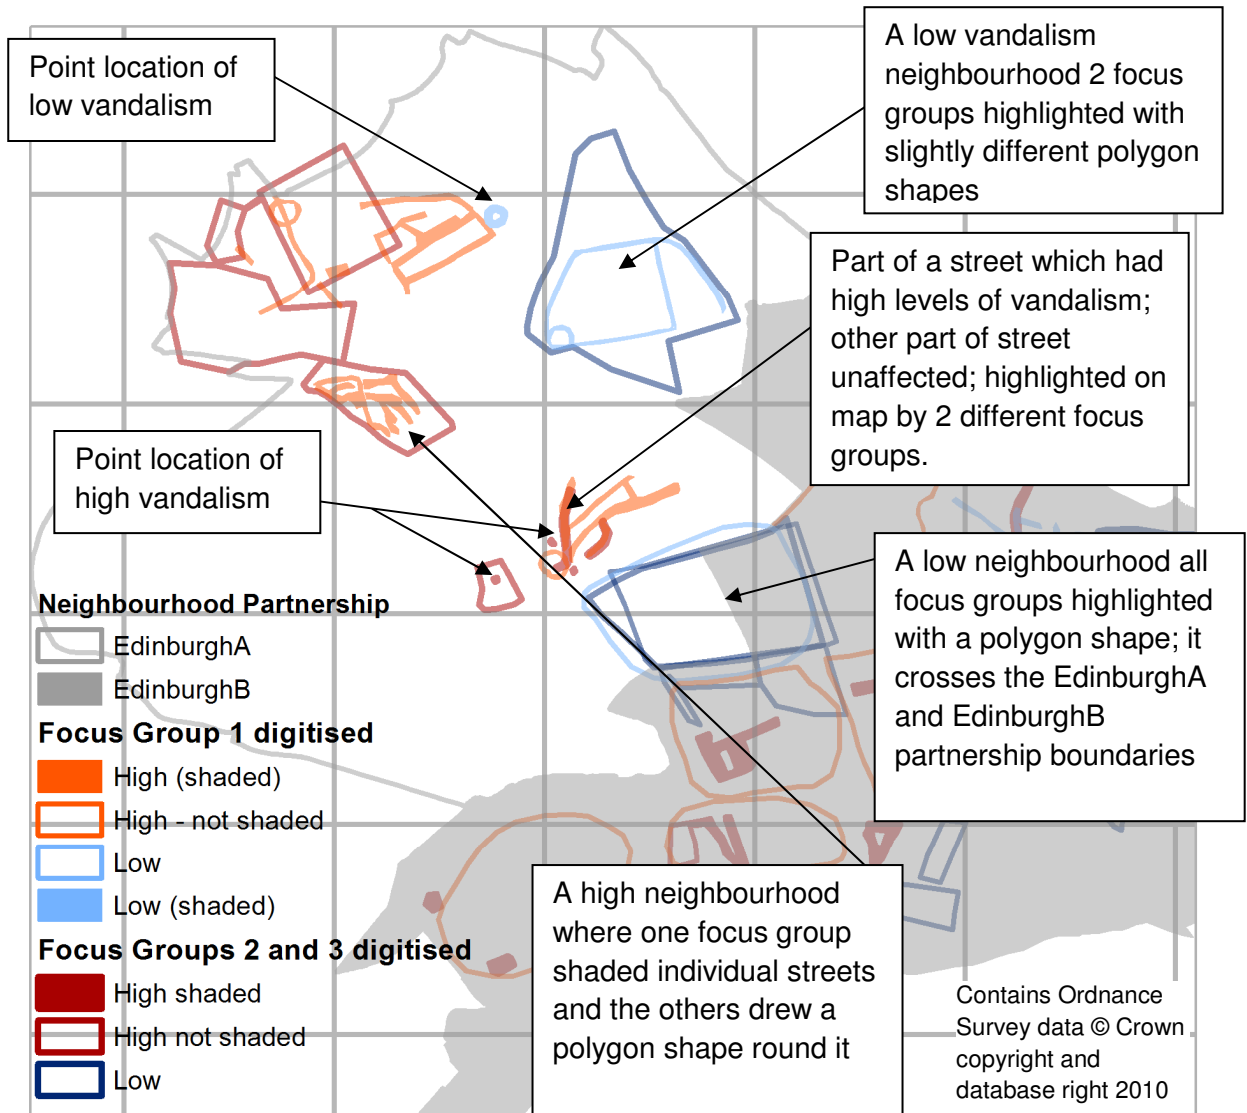 Point location of
low vandalism
A low vandalism
neighbourhood 2 focus
groups highlighted with
slightly different polygon
shapes
Part of a street which had
high levels of vandalism;
other part of street
unaffected; highlighted on
map by 2 different focus
groups.
Point location of
high vandalism
A low neighbourhood all
focus groups highlighted
with a polygon shape; it
crosses the EdinburghA
and EdinburghB
partnership boundaries
Neighbourhood Partnership
EdinburghA
EdinburghB
Focus Group 1 digitised
High (shaded)
High - not shaded
Low
Low (shaded)
Focus Groups 2 and 3 digitised
High shaded
High not shaded
Low
A high neighbourhood
where one focus group
shaded individual streets
and the others drew a
polygon shape round it
Contains Ordnance
Survey data © Crown
copyright and
database right 2010